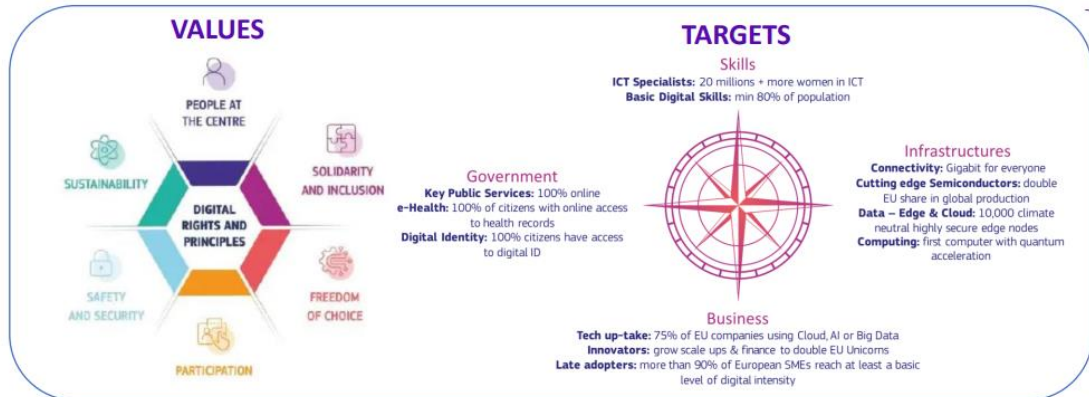 VALUES
PEOPLE AT
THE CENTRE
SUSTAINABILITY
SOLIDARITY
AND INCLUSION
DIGITAL
RIGHTS AND
PRINCIPLES
SAFETY
AND SECURITY
FREEDOM
OF CHOICE
PARTICIPATION
TARGETS
Skills
ICT Specialists: 20 millions + more women in ICT
Basic Digital Skills: min 80% of population
Government
Key Public Services: 100% online
e-Health: 100% of citizens with online access
to health records
Digital Identity: 100% citizens have access
to digital ID
Infrastructures
Connectivity: Gigabit for everyone
Cutting edge Semiconductors: double
EU share in global production
Data – Edge & Cloud: 10,000 climate
neutral highly secure edge nodes
Computing: first computer with quantum
acceleration
Business
Tech up-take: 75% of EU companies using Cloud, AI or Big Data
Innovators: grow scale ups & finance to double EU Unicorns
Late adopters: more than 90% of European SMEs reach at least a basic
level of digital intensity